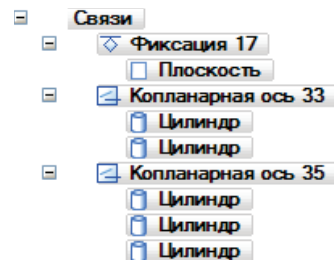 Связи
Фиксация 17
Плоскость
Копланарная ось 33
Цилиндр
Цилиндр
Копланарная ось 35
Цилиндр
Цилиндр
Цилиндр